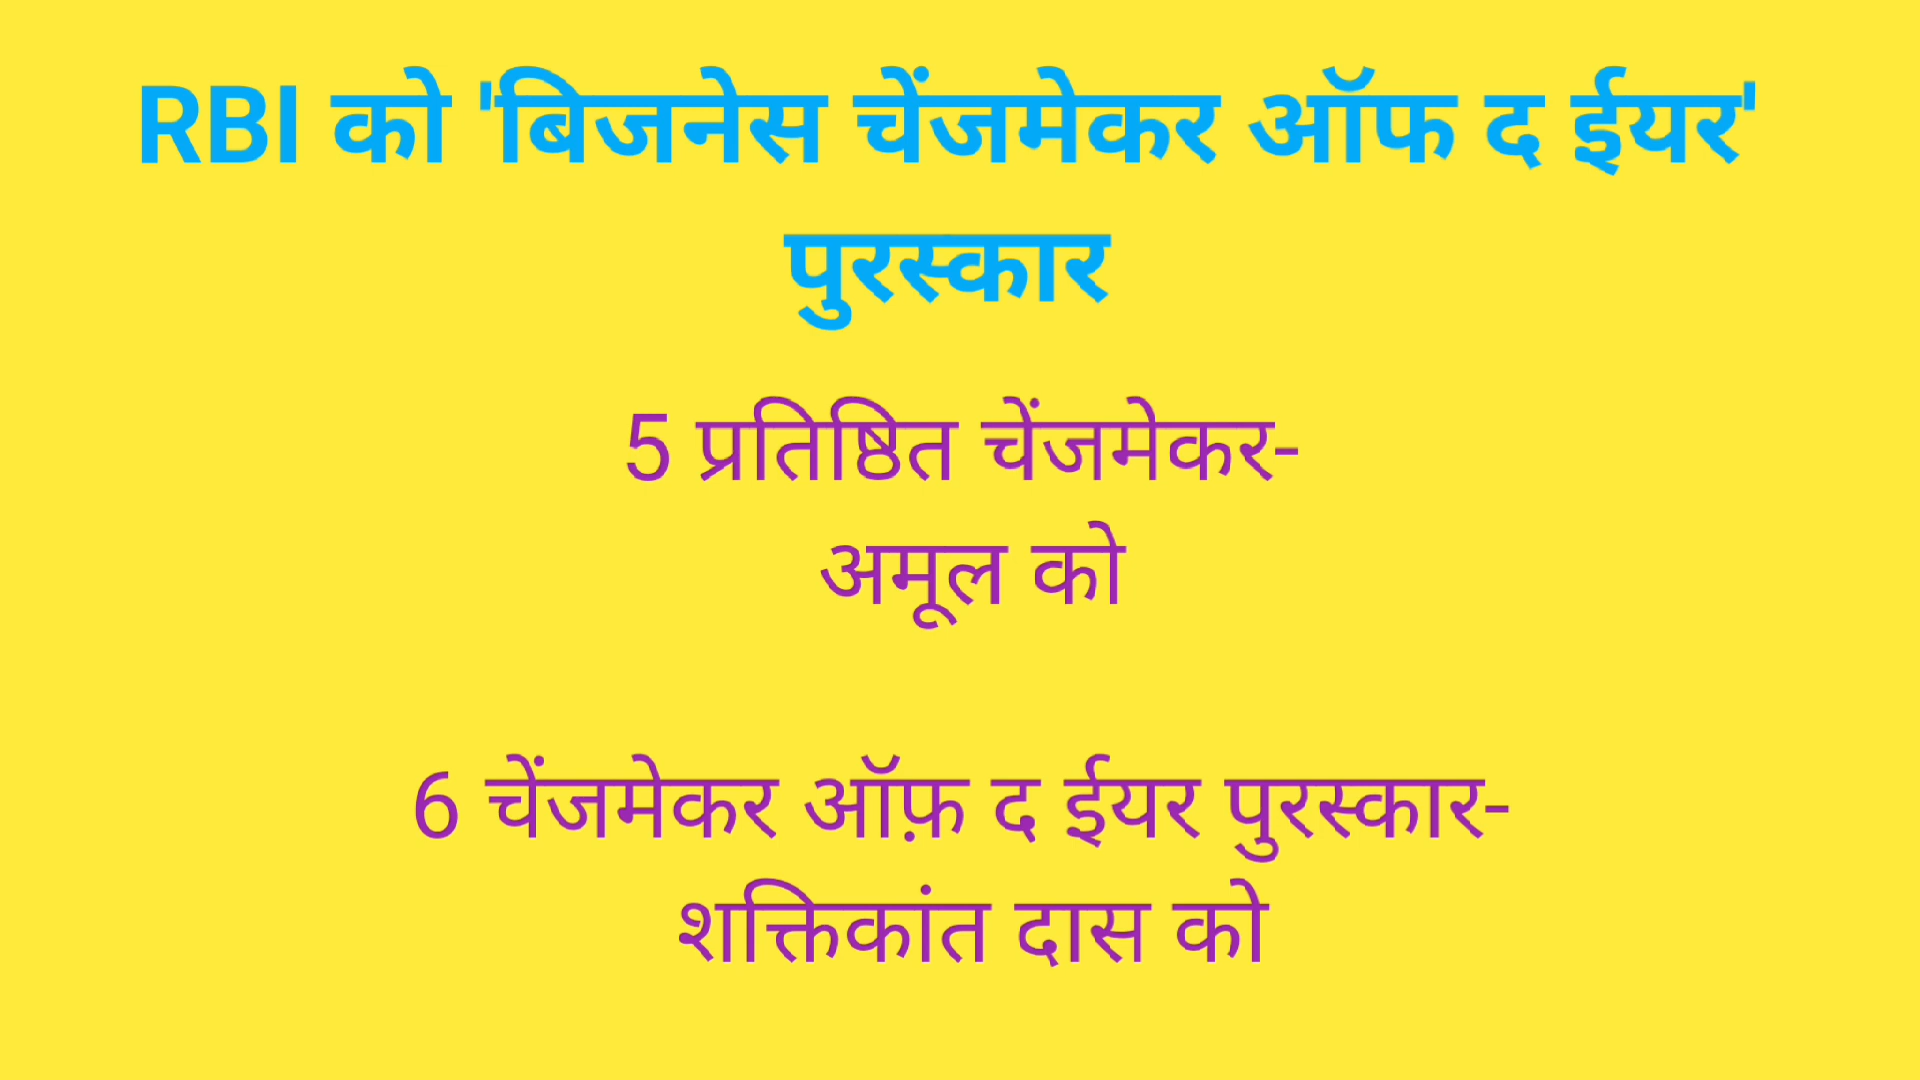 RBI को 'बिजनेस चेंजमेकर ऑफ द ईयर'
पुरस्कार
5 प्रतिष्ठित चेंजमेकर-
अमूल को
6 चेंजमेकर ऑफ़ द ईयर पुरस्कार-
शक्तिकांत दास को